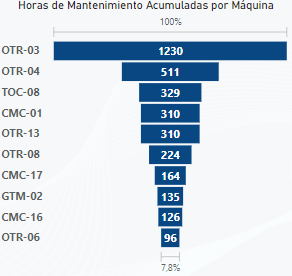 Horas de Mantenimiento Acumuladas por Máquina
100%
OTR-03 1230
OTR-04 511
TOC-08 329
CMC-01 310
OTR-13 310
OTR-08 224
CMC-17 164
GTM-02 135
CMC-16 126
OTR-06 96
7,8%